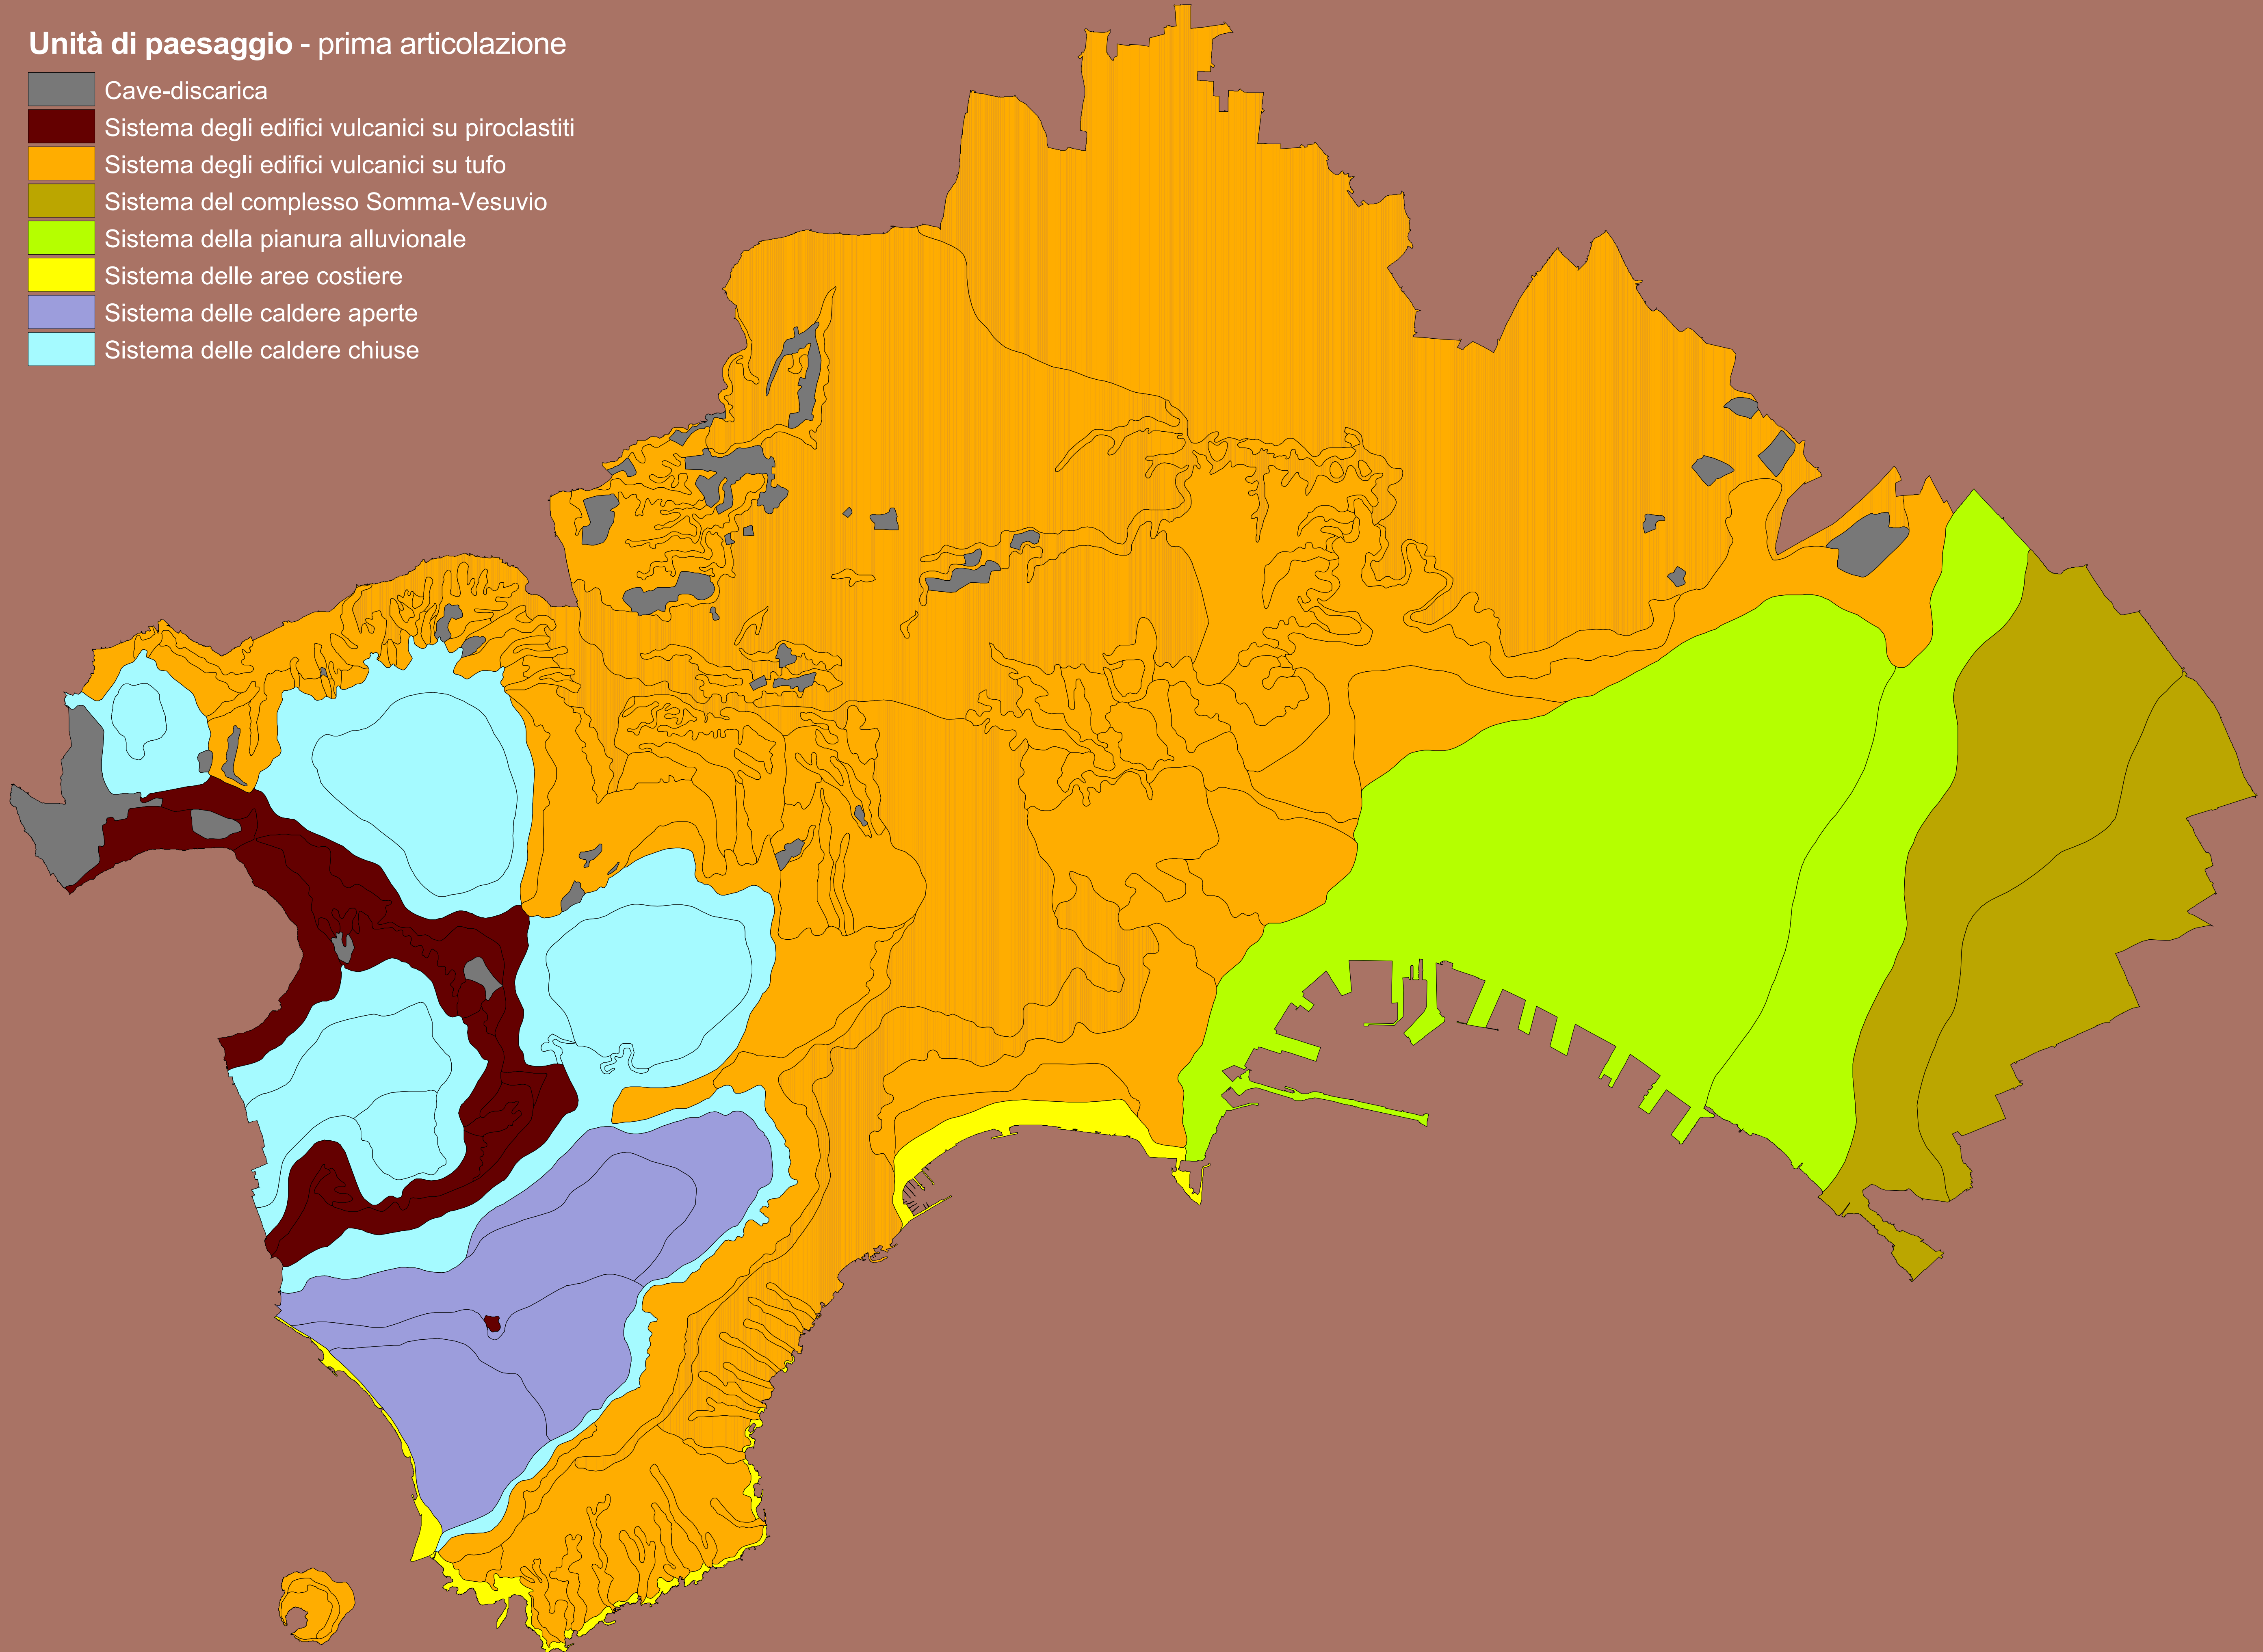 Unità di paesaggio - prima articolazione
Cave-discarica
Sistema degli edifici vulcanici su piroclastiti
Sistema degli edifici vulcanici su tufo
Sistema del complesso Somma-Vesuvio
Sistema della pianura alluvionale
Sistema delle aree costiere
Sistema delle caldere aperte
Sistema delle caldere chiuse